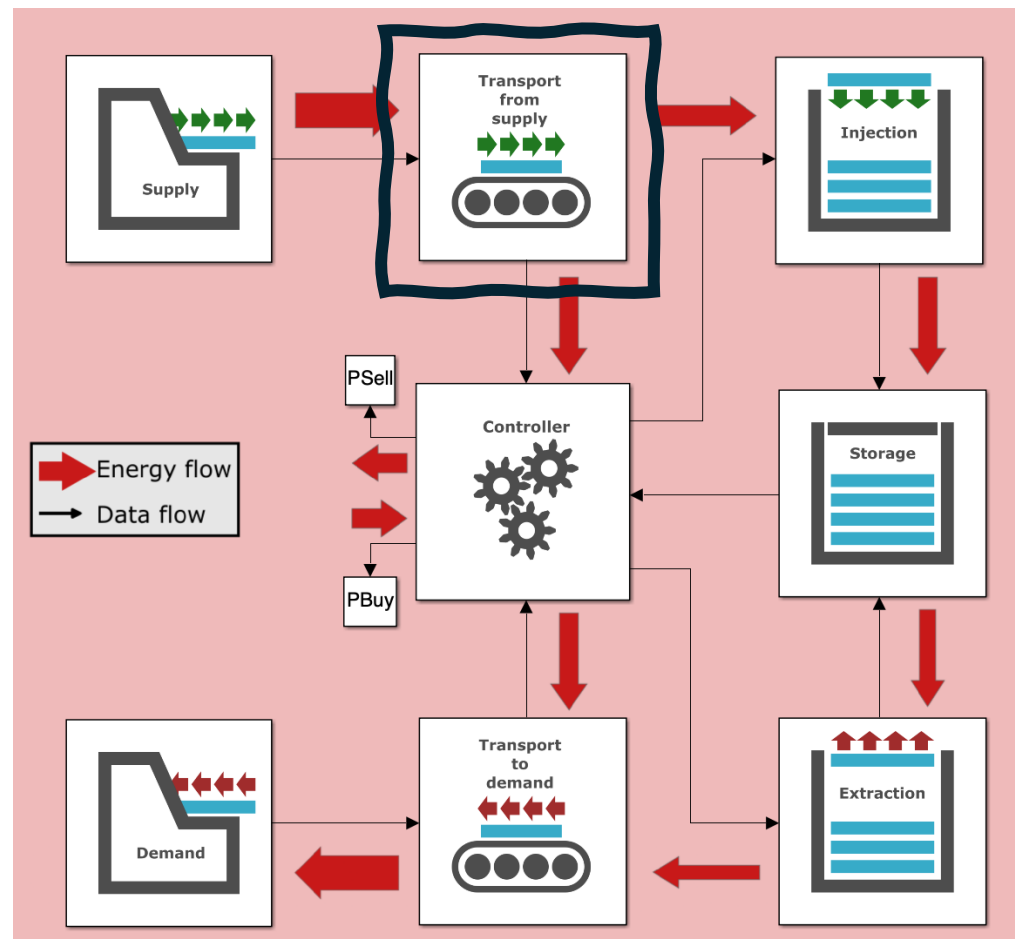 Supply
Transport
from
supply
Injection
PSell
Controller
Storage
Energy flow
Data flow
PBuy
Demand
Transport
to
demand
Extraction